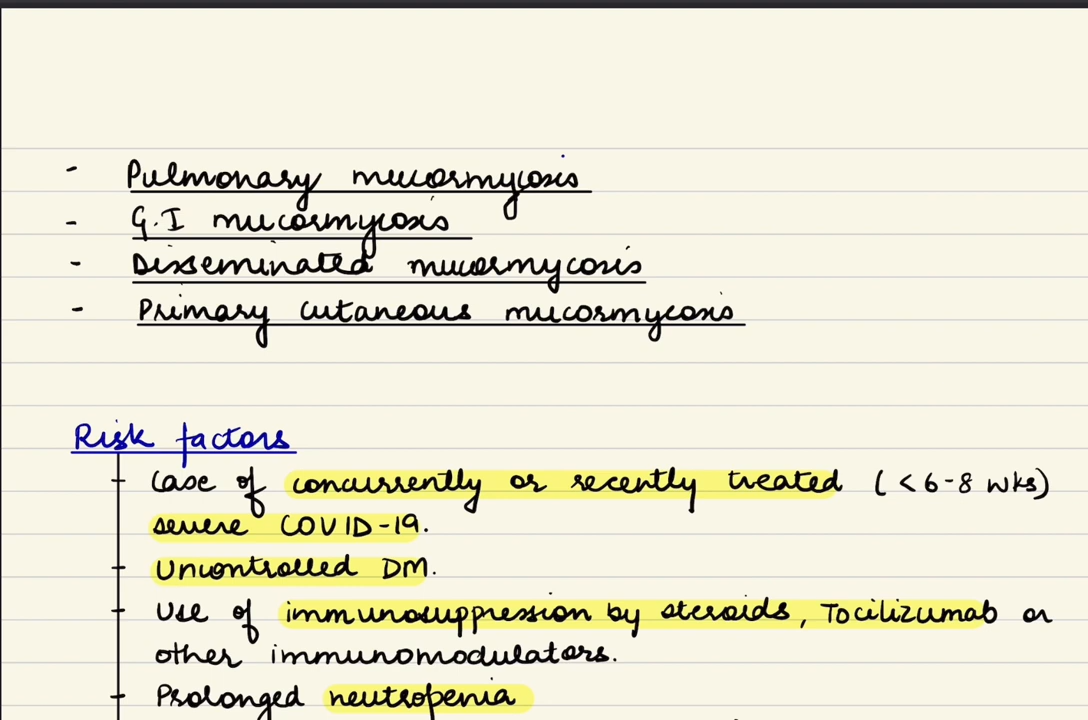 - Pulmonary mucormycosis
- G.I mucormycosis
- Disseminated mucormycosis
- Primary cutaneous mucormycosis
Risk factors
Case of concurrently or recently treated ( < 6-8 wks)
severe COVID-19.
Uncontrolled DM.
Use of immunosuppression by steroids, Tocilizumab or
other immunomodulators.
Prolonged neutropenia